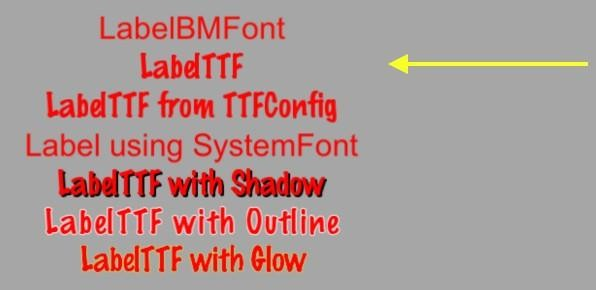 LabelBMFont
LabelTTF
LabelTTF from TTFConfig
Label using SystemFont
LabelTTF with Shadow
LabelTTF with Outline
LabelTTF with Glow